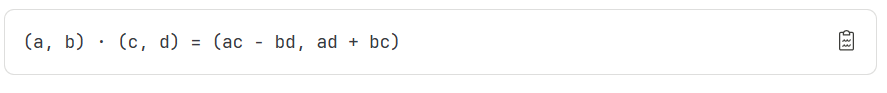 (a, b) · (c, d) = (ac - bd, ad + bc)